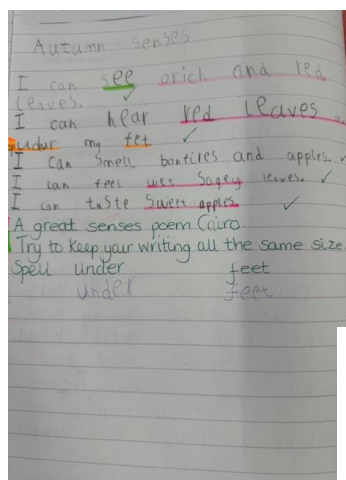 Autumn senses
I can see orich and red
leaves.
I can hear red leaves
uudur my fet
I can smell bonfires and apples.
I can feel wet sogey leaves.
I can taste sweet apples
A great senses poem Cairo.
Try to keep your writing all the same size
Spell under feet
under feet